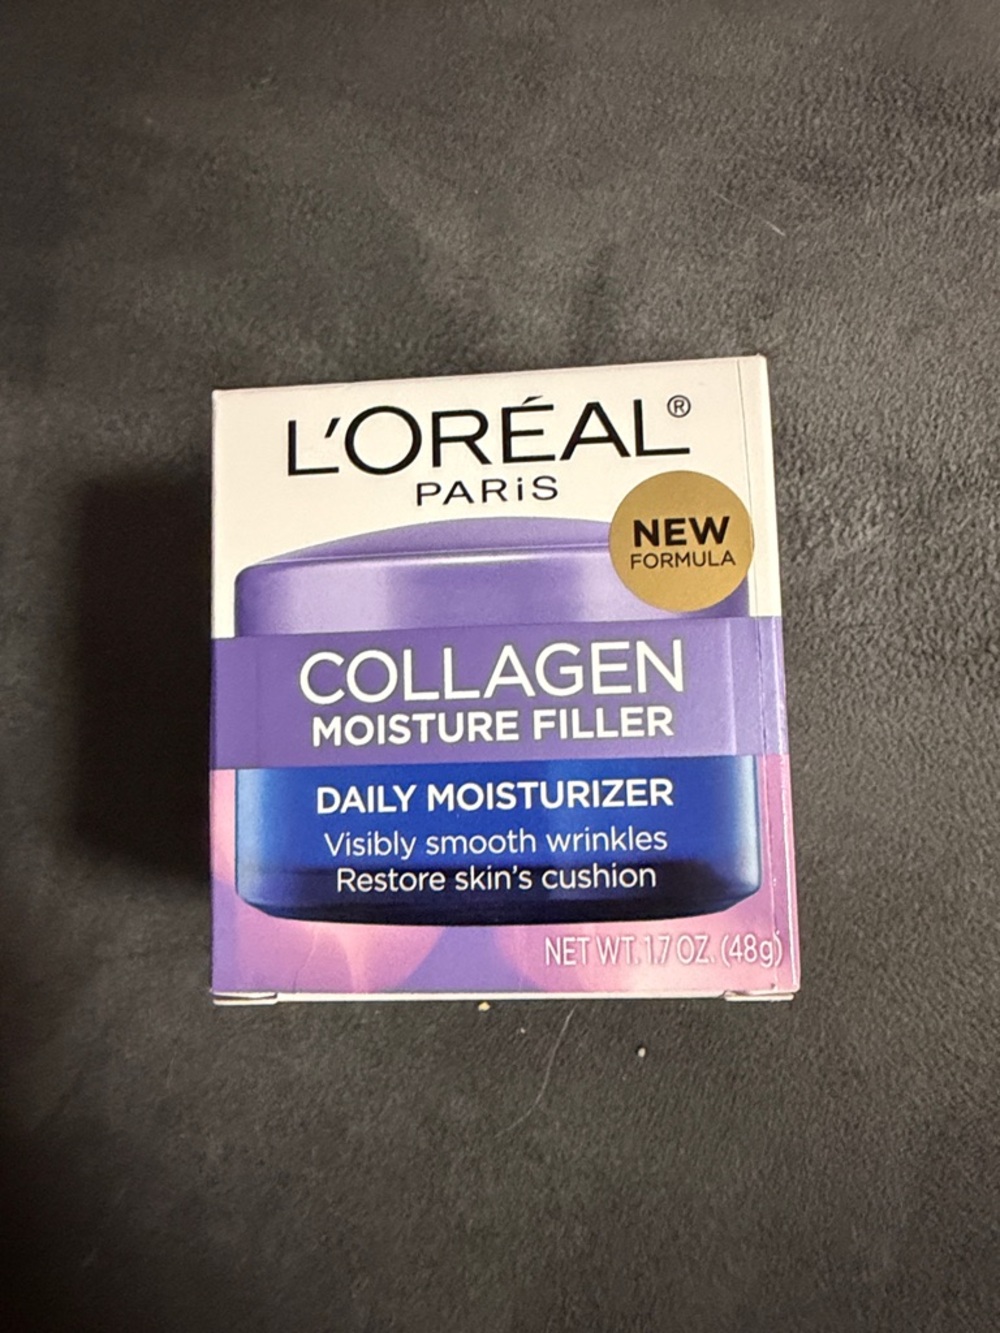 L'ORÉAL®
PARiS
NEW
FORMULA
COLLAGEN
MOISTURE FILLER
DAILY MOISTURIZER
Visibly smooth wrinkles
Restore skin's cushion
NET WT. 1.7 OZ. (48g)